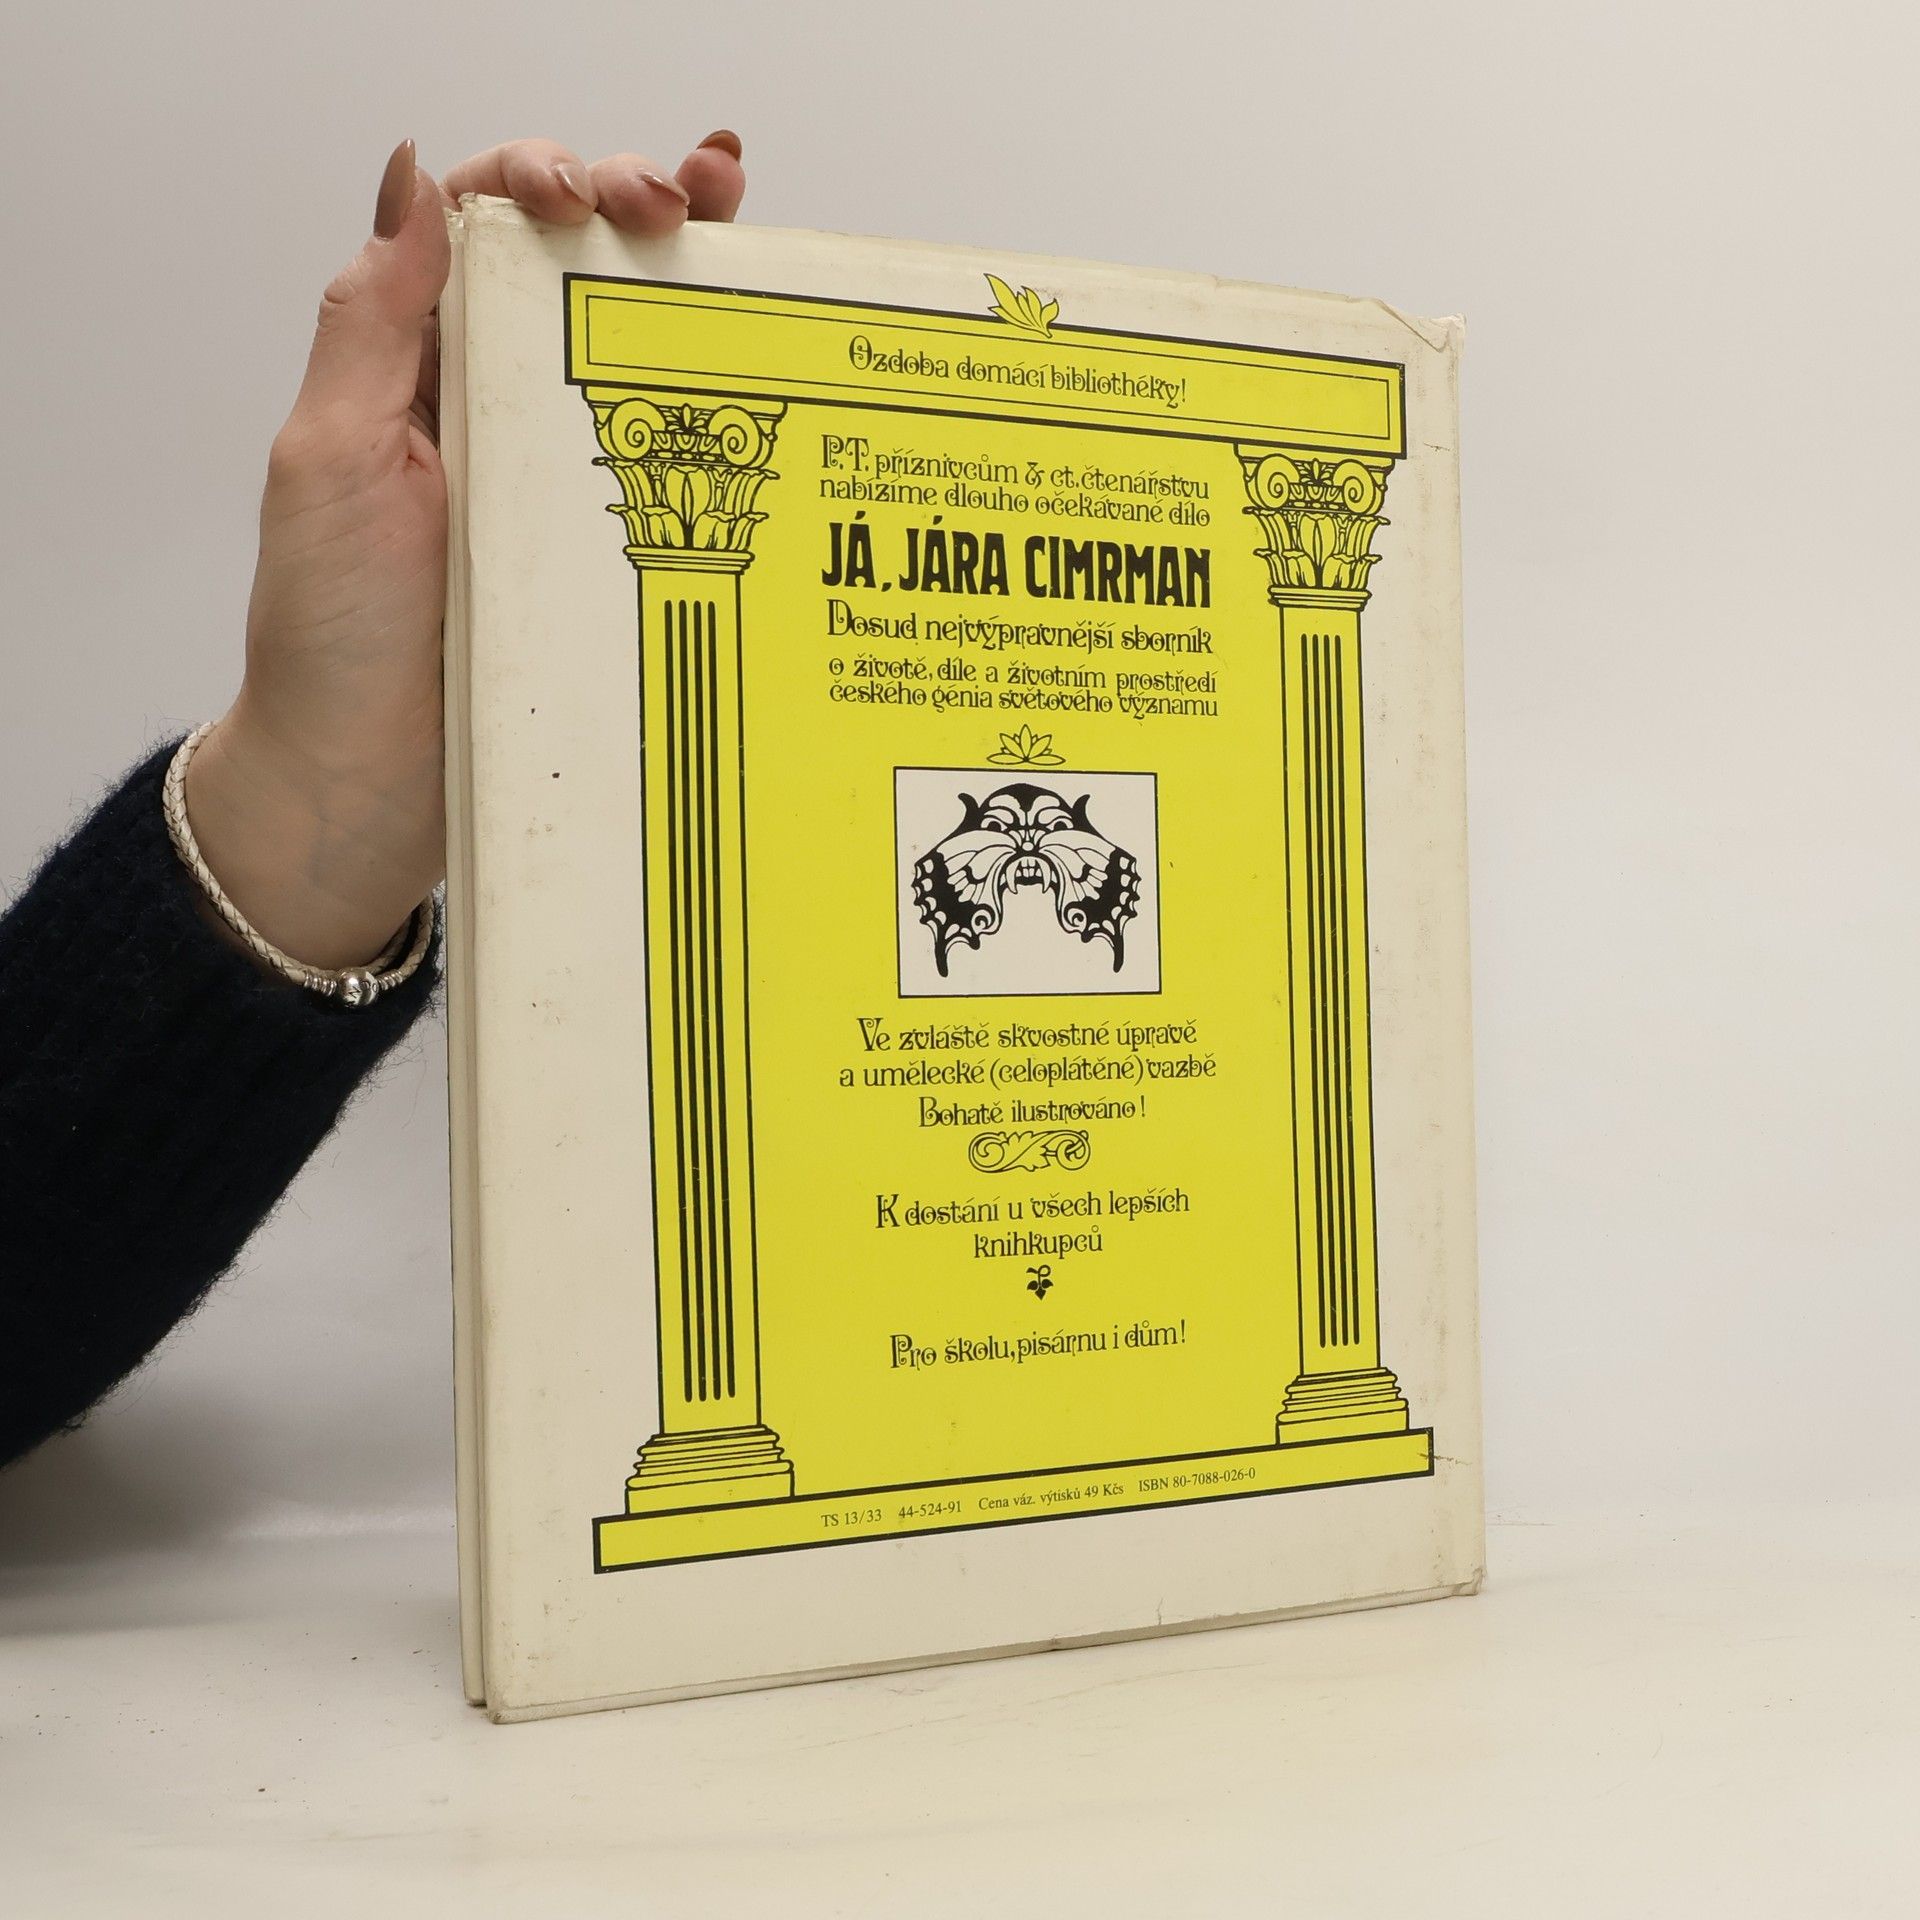 Ozdoba domácí bibliothéky!
P.T. příznivcům & ct. čtenářstvu
nabízíme dlouho očekávané dílo
JÁ, JÁRA CIMRMAN
Dosud nejvýpravnější sborník
o životě, díle a životním prostředí
českého génia světového významu
Ve zvláště skvostné úpravě
a umělecké (celoplátěné) vazbě
Bohatě ilustrováno!
K dostání u všech lepších
knihkupců
Pro školu, pisárnu i dům!
TS 13/33 44-524-91 Cena váz. výtisků 49 Kčs ISBN 80-7088-026-0